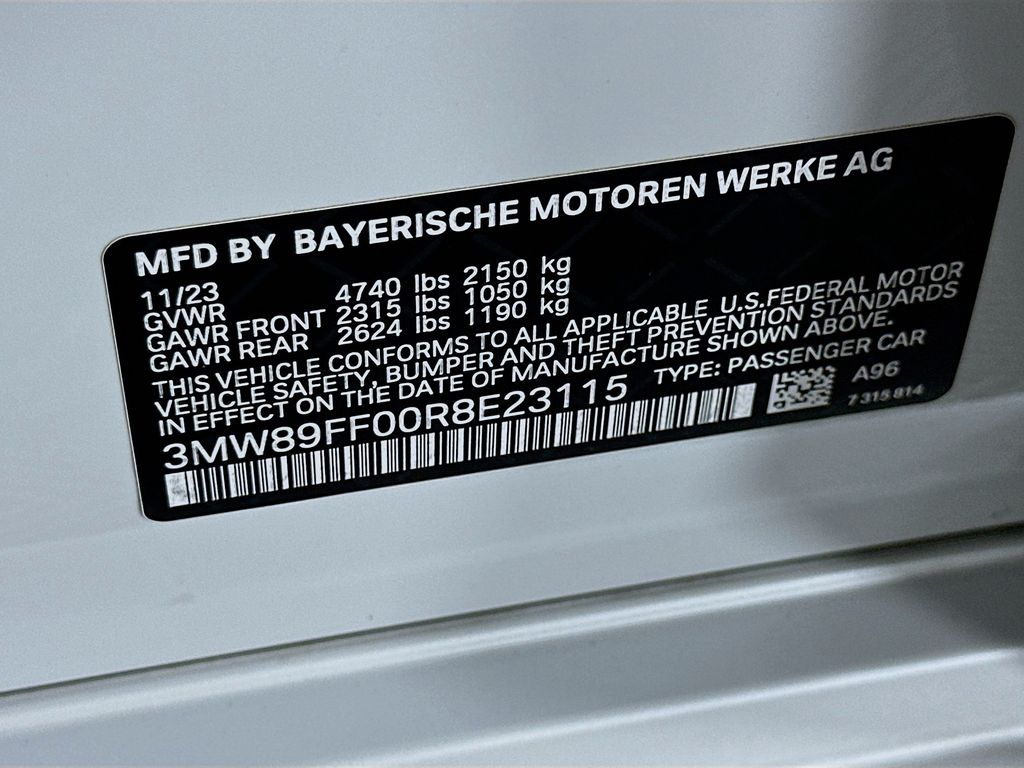 MFD BY BAYERISCHE MOTOREN WERKE AG
11/23
GVWR 4740 lbs 2150 kg
GAWR FRONT 2315 lbs 1050 kg
GAWR REAR 2624 lbs 1190 kg
THIS VEHICLE CONFORMS TO ALL APPLICABLE U.S.FEDERAL MOTOR
VEHICLE SAFETY, BUMPER AND THEFT PREVENTION STANDARDS
IN EFFECT ON THE DATE OF MANUFACTURE SHOWN ABOVE.
3MW89FF00R8E23115 TYPE: PASSENGER CAR
A96
7 315 814